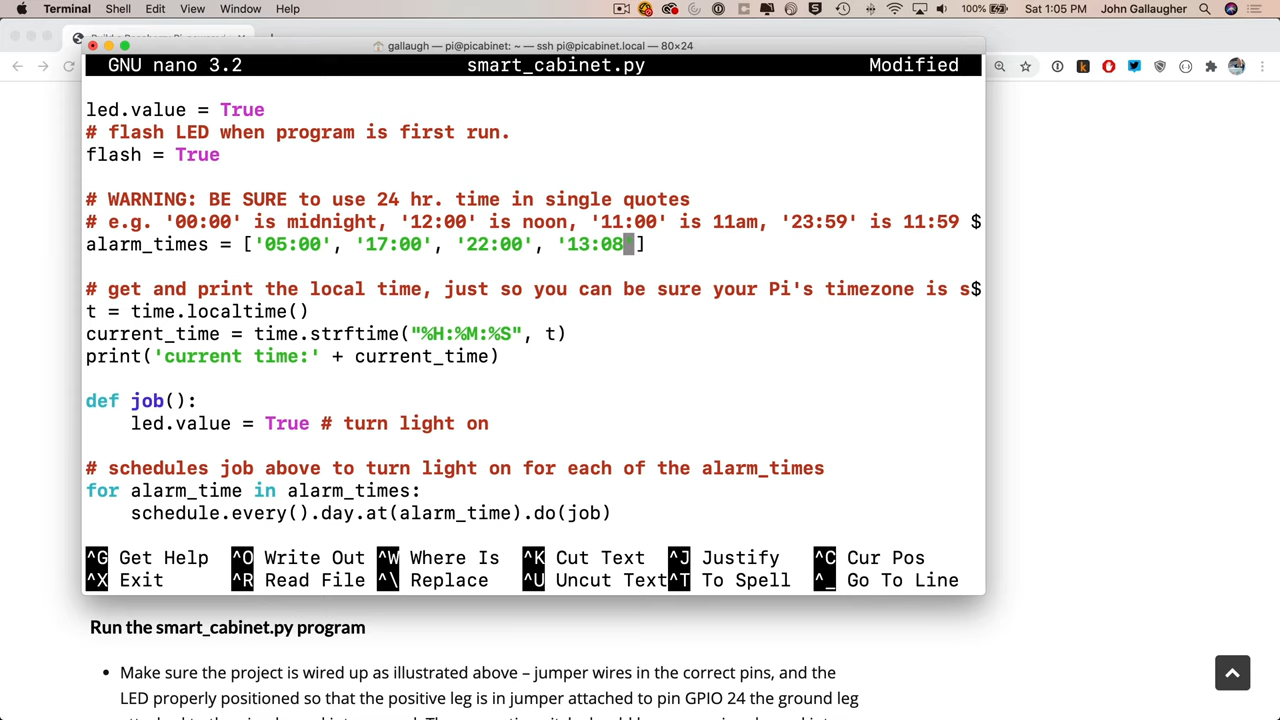 Terminal Shell Edit View Window Help 100% Sat 1:05 PM John Gallaugher
gallaugh — pi@picabinet: ~ — ssh pi@picabinet.local — 80×24
GNU nano 3.2 smart_cabinet.py Modified
led.value = True
# flash LED when program is first run.
flash = True
# WARNING: BE SURE to use 24 hr. time in single quotes
# e.g. '00:00' is midnight, '12:00' is noon, '11:00' is 11am, '23:59' is 11:59 $
alarm_times = ['05:00', '17:00', '22:00', '13:08']
# get and print the local time, just so you can be sure your Pi's timezone is s$
t = time.localtime()
current_time = time.strftime("%H:%M:%S", t)
print('current time:' + current_time)
def job():
led.value = True # turn light on
# schedules job above to turn light on for each of the alarm_times
for alarm_time in alarm_times:
schedule.every().day.at(alarm_time).do(job)
^G Get Help ^O Write Out ^W Where Is ^K Cut Text ^J Justify ^C Cur Pos
^X Exit ^R Read File ^\ Replace ^U Uncut Text ^T To Spell ^_ Go To Line
Run the smart_cabinet.py program
• Make sure the project is wired up as illustrated above – jumper wires in the correct pins, and the
LED properly positioned so that the positive leg is in jumper attached to pin GPIO 24 the ground leg